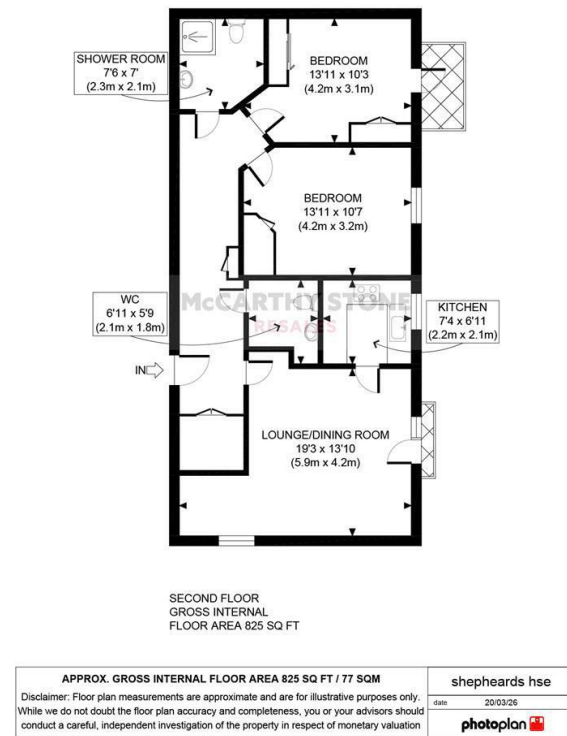 SHOWER ROOM
7'6 x 7'
(2.3m x 2.1m)
BEDROOM
13'11 x 10'3
(4.2m x 3.1m)
BEDROOM
13'11 x 10'7
(4.2m x 3.2m)
McCARTHY STONE
RESALES
WC
6'11 x 5'9
(2.1m x 1.8m)
KITCHEN
7'4 x 6'11
(2.2m x 2.1m)
IN
LOUNGE/DINING ROOM
19'3 x 13'10
(5.9m x 4.2m)
SECOND FLOOR
GROSS INTERNAL
FLOOR AREA 825 SQ FT
APPROX. GROSS INTERNAL FLOOR AREA 825 SQ FT / 77 SQM
Disclaimer: Floor plan measurements are approximate and are for illustrative purposes only.
While we do not doubt the floor plan accuracy and completeness, you or your advisors should
conduct a careful, independent investigation of the property in respect of monetary valuation
shepheards hse
date 20/03/26
photoplan